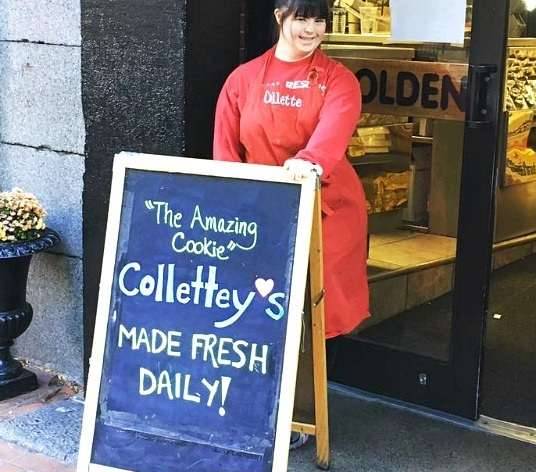 OLDEN
Collette
"The Amazing
Cookie"
Collettey's
MADE FRESH
DAILY!